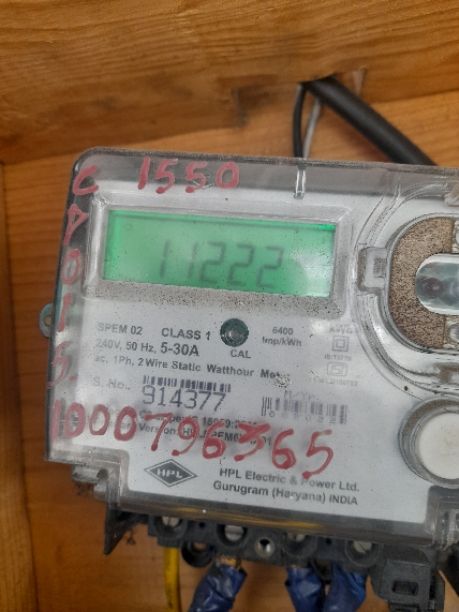 C 1550
11222
SPEM 02 CLASS 1 6400
240V, 50 Hz, 5-30A CAL imp/kWh
ac. 1Ph, 2 Wire Static Watthour
S. No. 914377
1000796365
HPL
HPL Electric & Power Ltd.
Gurugram (Haryana) INDIA